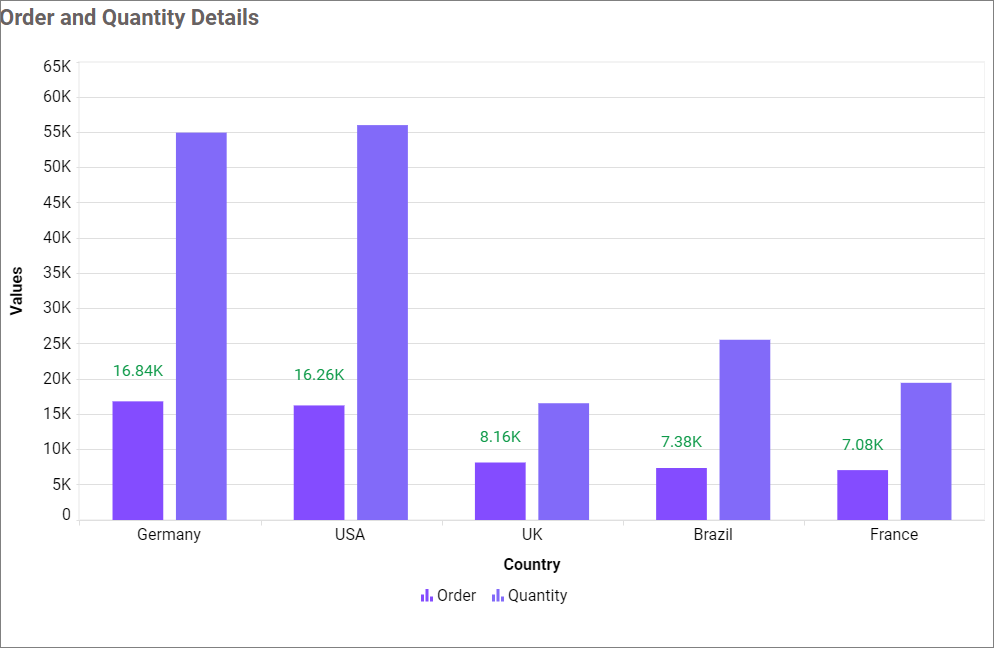 Order and Quantity Details
65K
60K
55K
50K
45K
40K
35K
30K
25K
20K
15K
10K
5K
0
Values
16.84K
16.26K
8.16K
7.38K
7.08K
Germany USA UK Brazil France
Country
Order Quantity